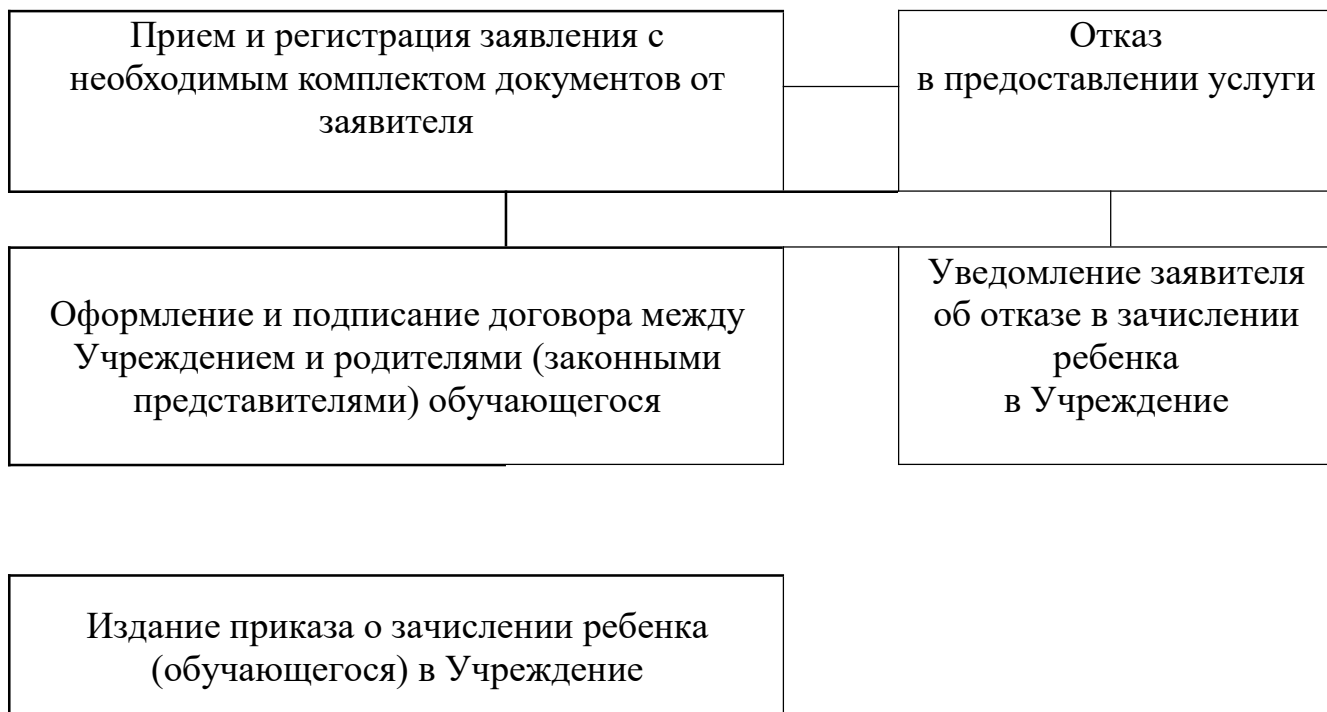 Прием и регистрация заявления с
необходимым комплектом документов от
заявителя
Отказ
в предоставлении услуги
Оформление и подписание договора между
Учреждением и родителями (законными
представителями) обучающегося
Уведомление заявителя
об отказе в зачислении
ребенка
в Учреждение
Издание приказа о зачислении ребенка
(обучающегося) в Учреждение